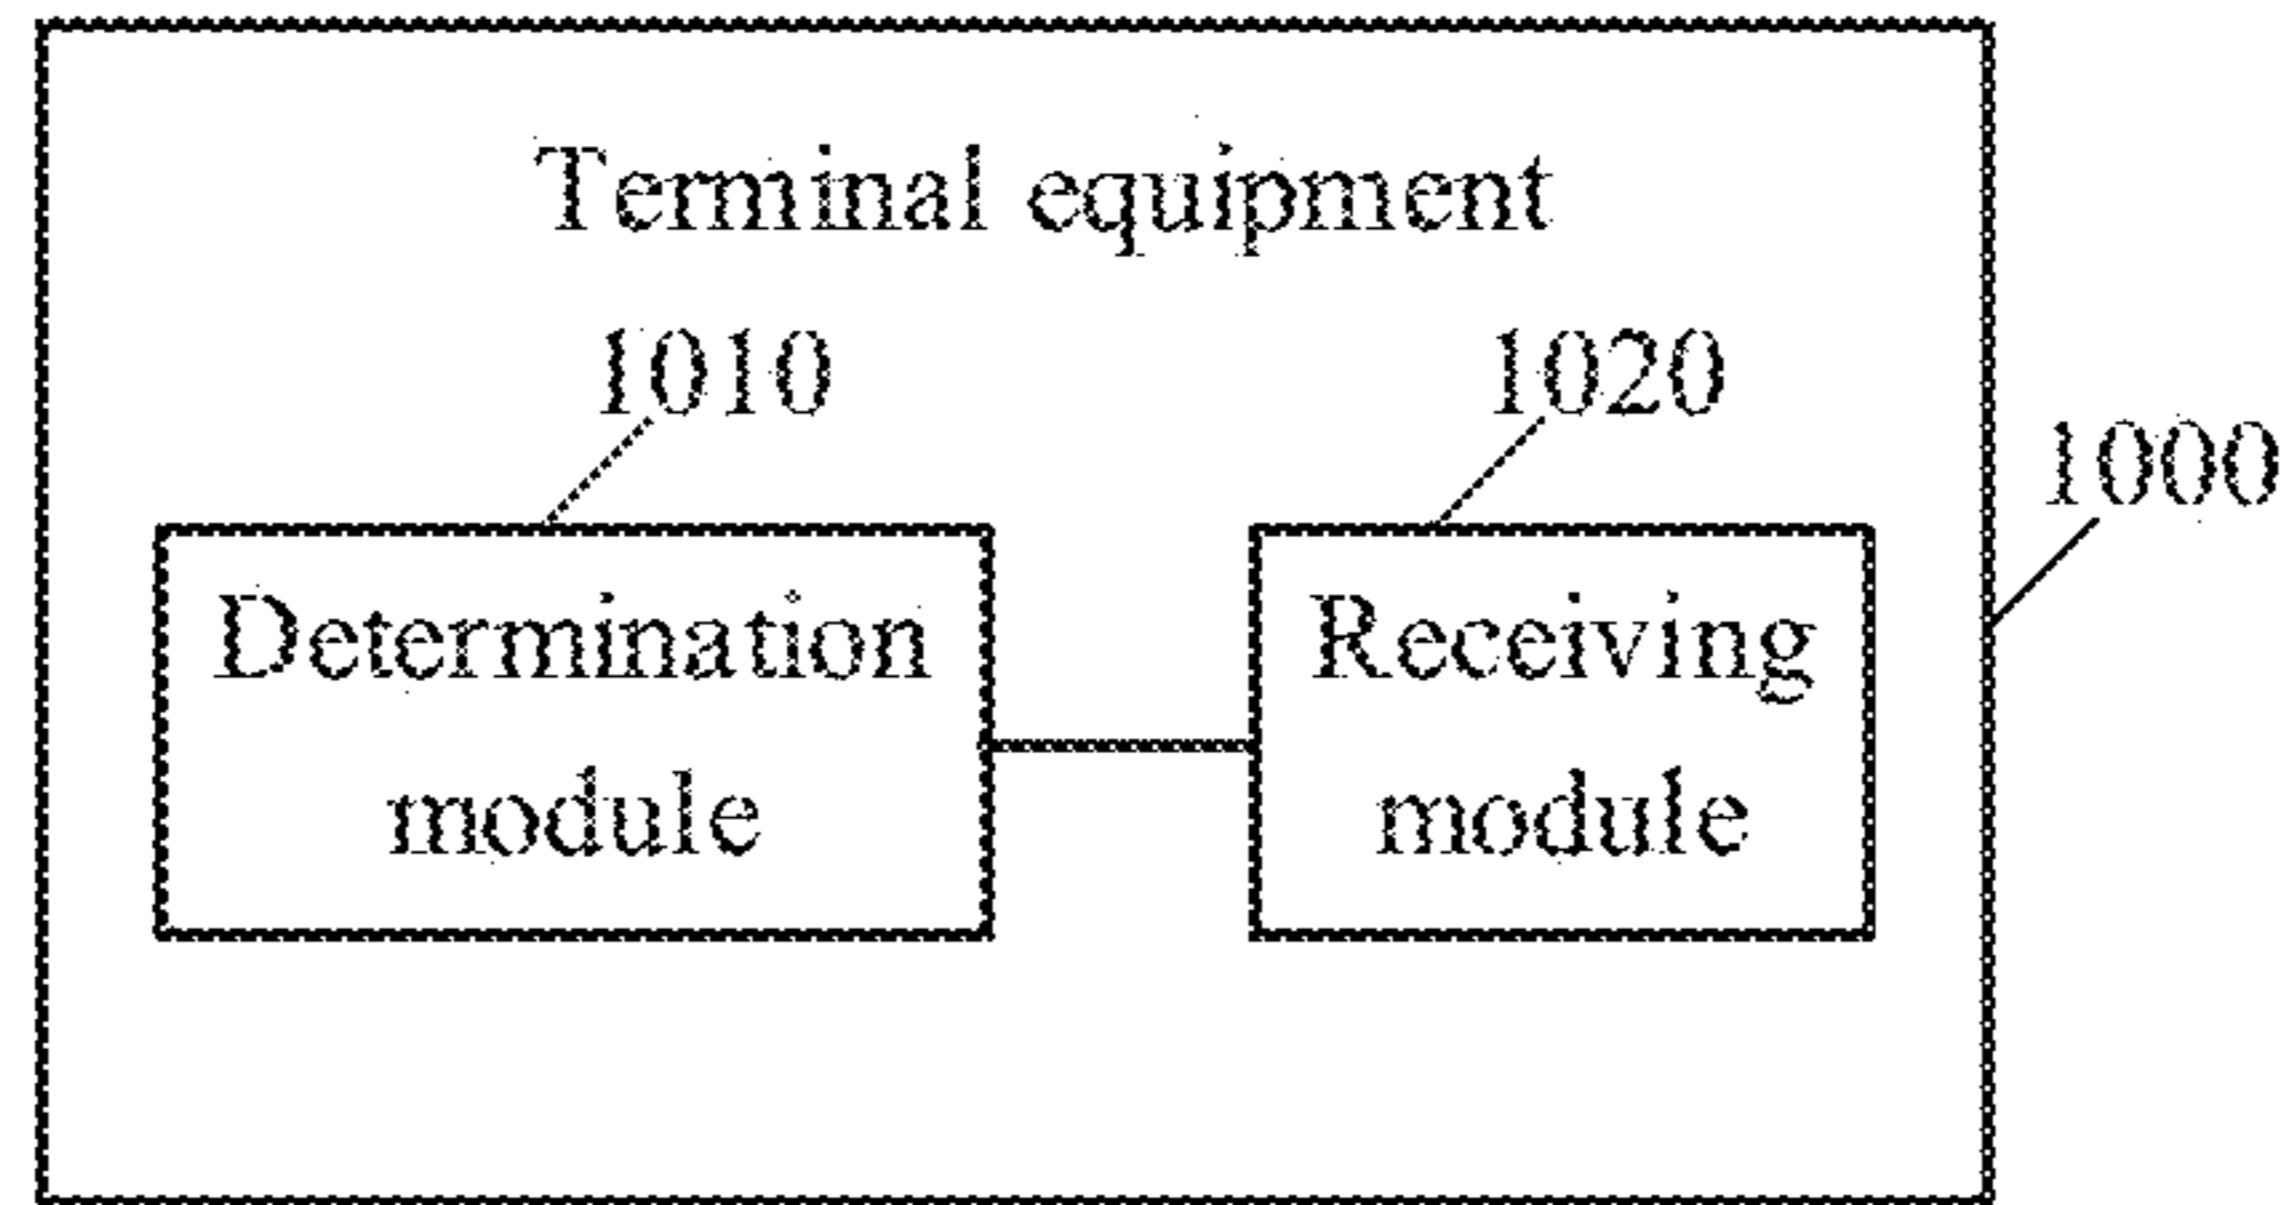 Terminal equipment
1010
1020
1000
Determination
module
Receiving
module